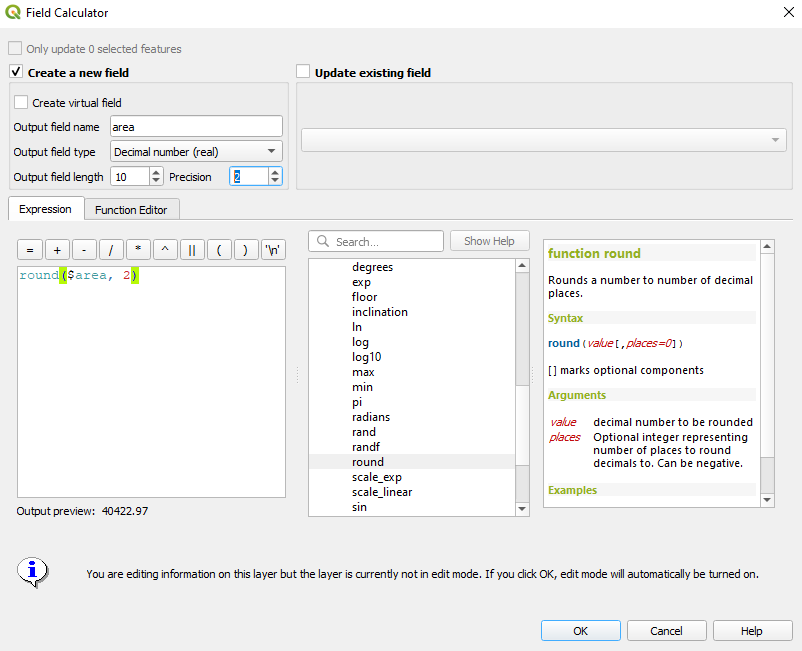 Field Calculator
Only update 0 selected features
Create a new field
Update existing field
Create virtual field
Output field name area
Output field type Decimal number (real)
Output field length 10 Precision 2
Expression Function Editor
= + - / * ^ || ( ) '\n'
round($area, 2)
Output preview: 40422.97
Search... Show Help
degrees
exp
floor
inclination
ln
log
log10
max
min
pi
radians
rand
randf
round
scale_exp
scale_linear
sin
function round
Rounds a number to number of decimal
places.
Syntax
round(value[,places=0])
[ ] marks optional components
Arguments
value decimal number to be rounded
places Optional integer representing
number of places to round
decimals to. Can be negative.
Examples
You are editing information on this layer but the layer is currently not in edit mode. If you click OK, edit mode will automatically be turned on.
OK Cancel Help